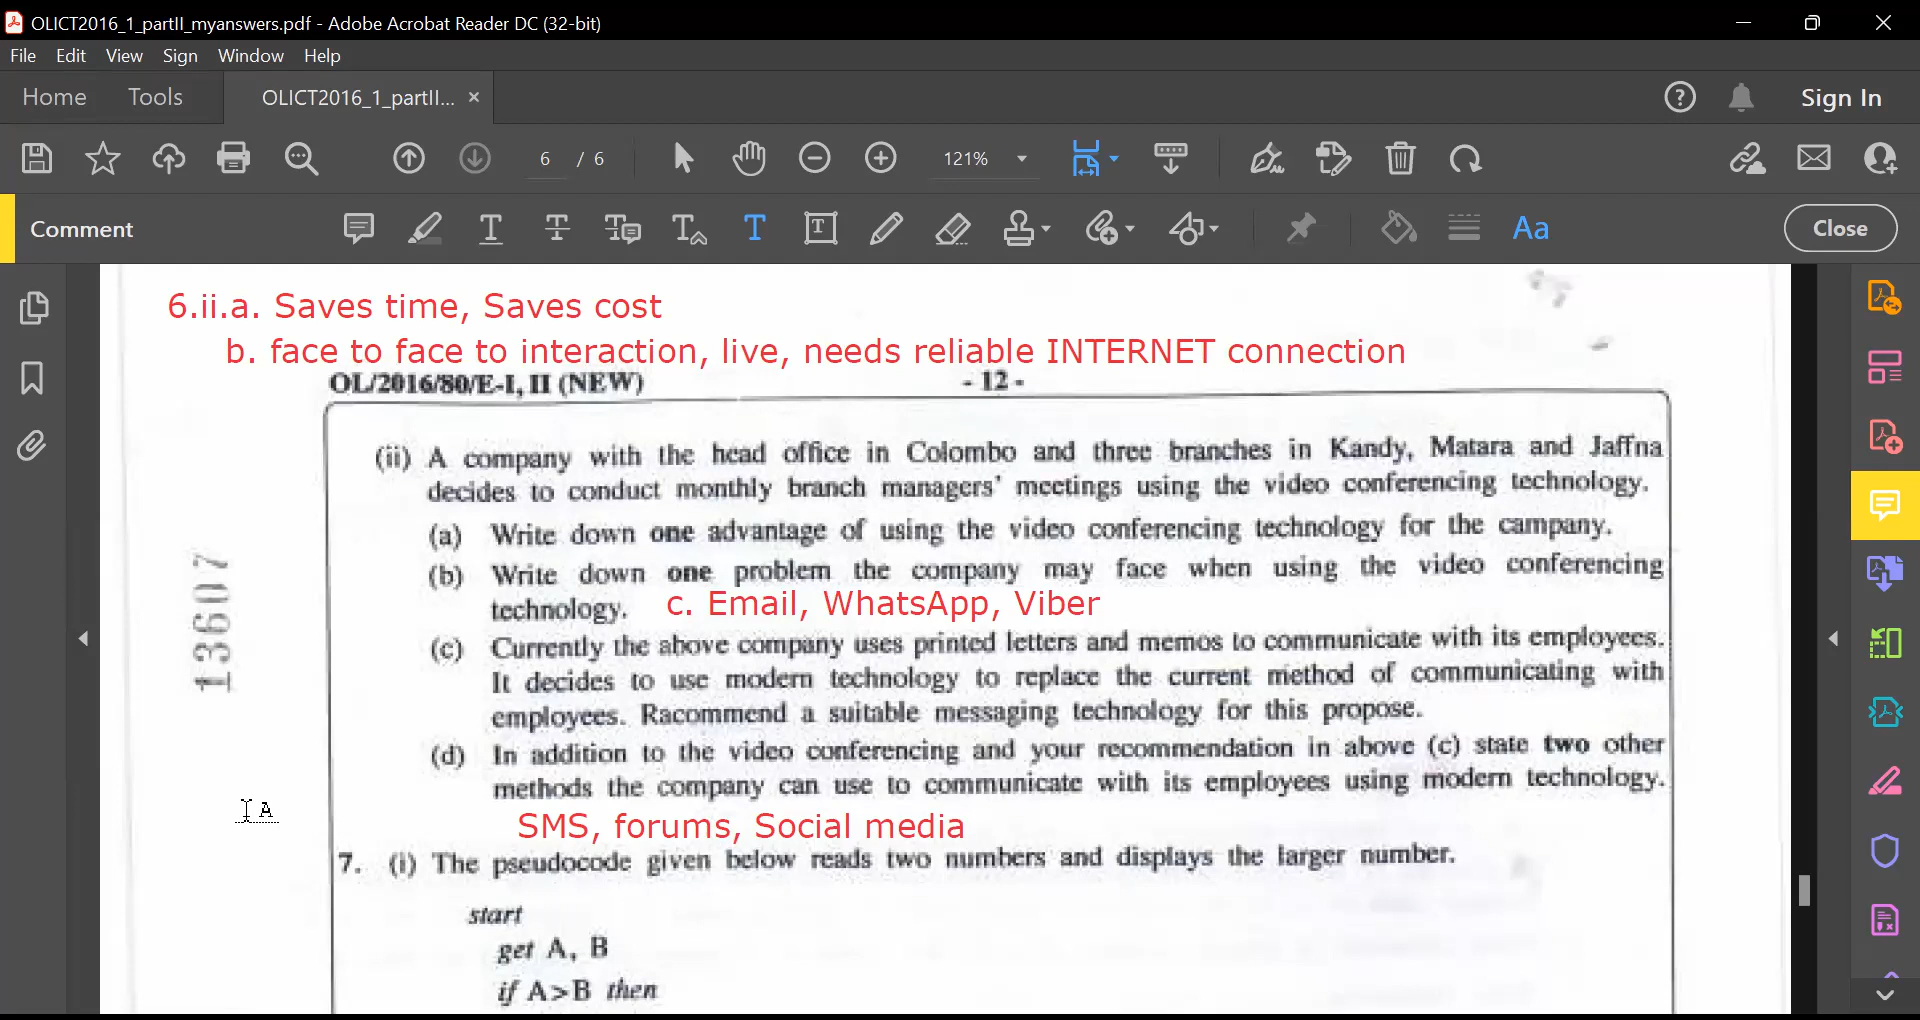 OLICT2016_1_partII_myanswers.pdf - Adobe Acrobat Reader DC (32-bit)
File Edit View Sign Window Help
Home Tools OLICT2016_1_partII... × Sign In
6 / 6 121%
Comment Close
6.ii.a. Saves time, Saves cost
b. face to face to interaction, live, needs reliable INTERNET connection
OL/2016/80/E-I, II (NEW) - 12 -
(ii) A company with the head office in Colombo and three branches in Kandy, Matara and Jaffna
decides to conduct monthly branch managers' meetings using the video conferencing technology.
(a) Write down one advantage of using the video conferencing technology for the campany.
(b) Write down one problem the company may face when using the video conferencing
technology. c. Email, WhatsApp, Viber
(c) Currently the above company uses printed letters and memos to communicate with its employees.
It decides to use modern technology to replace the current method of communicating with
employees. Racommend a suitable messaging technology for this propose.
(d) In addition to the video conferencing and your recommendation in above (c) state two other
methods the company can use to communicate with its employees using modern technology.
SMS, forums, Social media
7. (i) The pseudocode given below reads two numbers and displays the larger number.
start
get A, B
if A>B then
13607